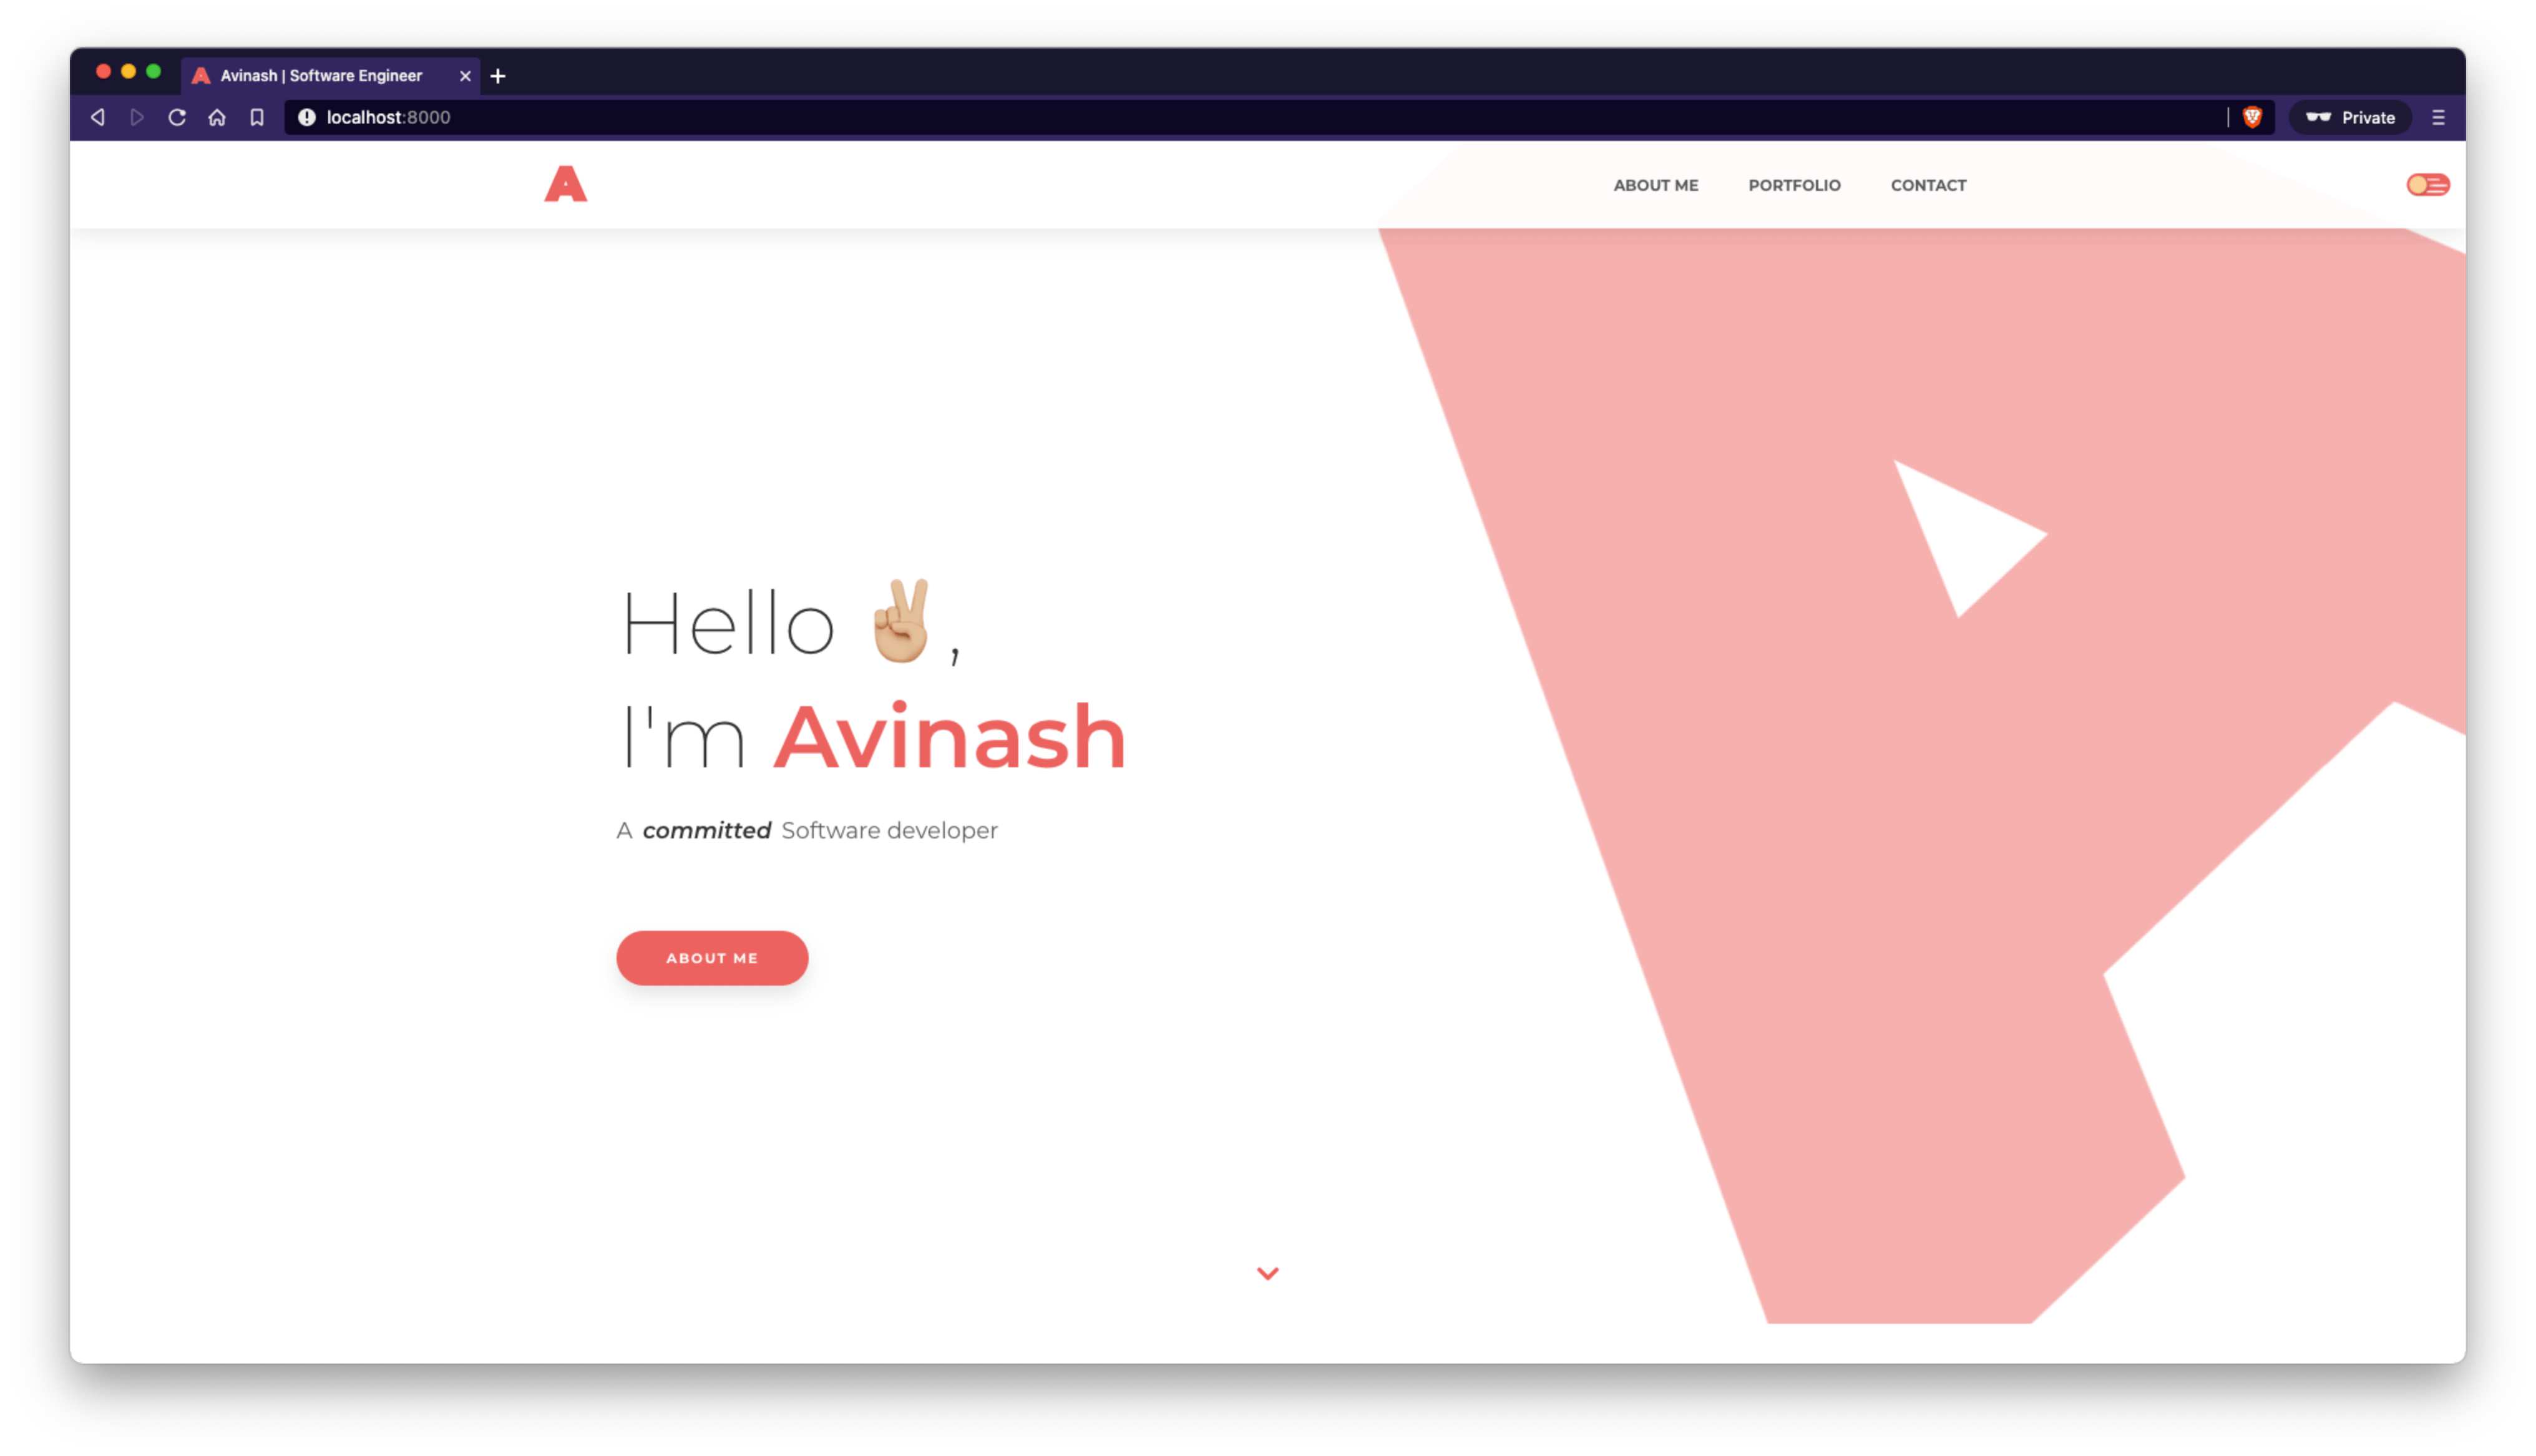 Avinash | Software Engineer
localhost:8000
Private
A
ABOUT ME PORTFOLIO CONTACT
Hello ✌🏼,
I'm Avinash
A committed Software developer
ABOUT ME